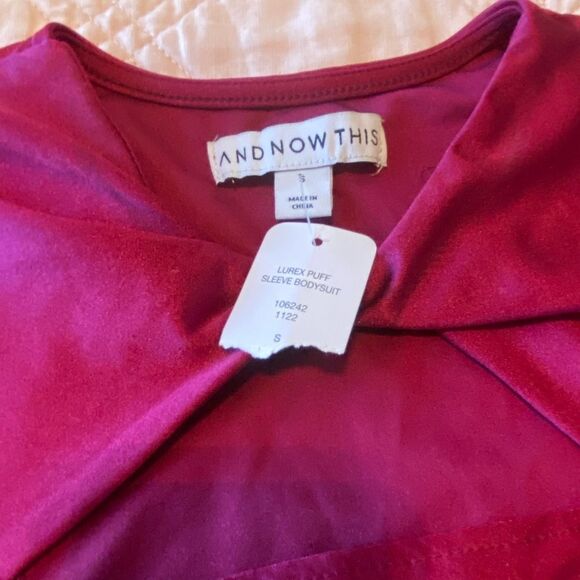 AND NOW THIS
S
MADE IN
CHINA
LUREX PUFF
SLEEVE BODYSUIT
106242
1122
S